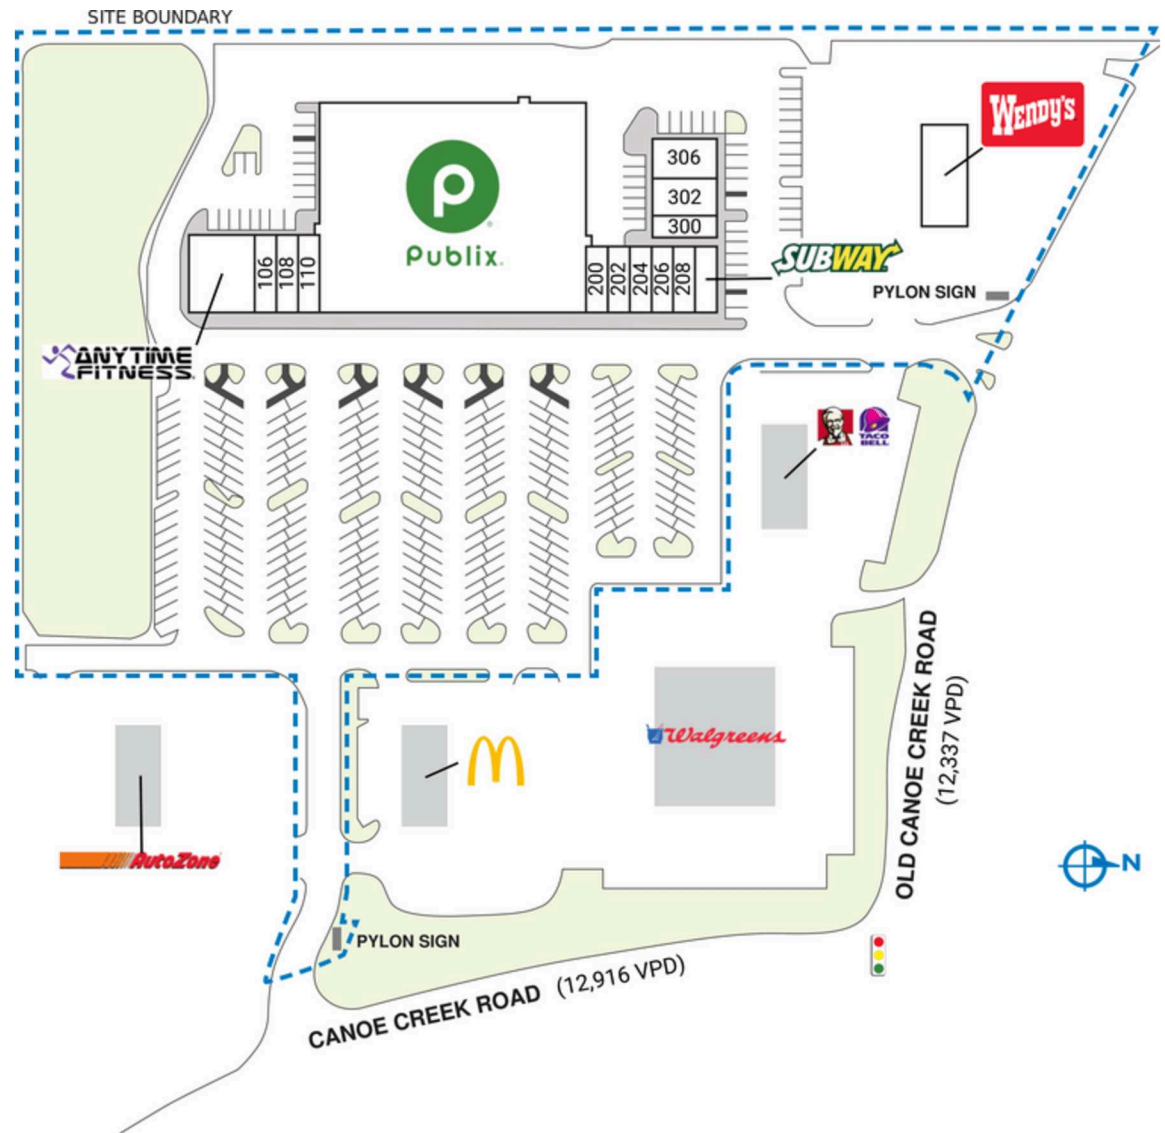 SITE BOUNDARY
WENDY'S
306
302
300
Publix.
106
108
110
200
202
204
206
208
SUBWAY
PYLON SIGN
ANYTIME
FITNESS.
TACO
BELL
Walgreens
OLD CANOE CREEK ROAD
(12,337 VPD)
AutoZone
N
PYLON SIGN
CANOE CREEK ROAD (12,916 VPD)